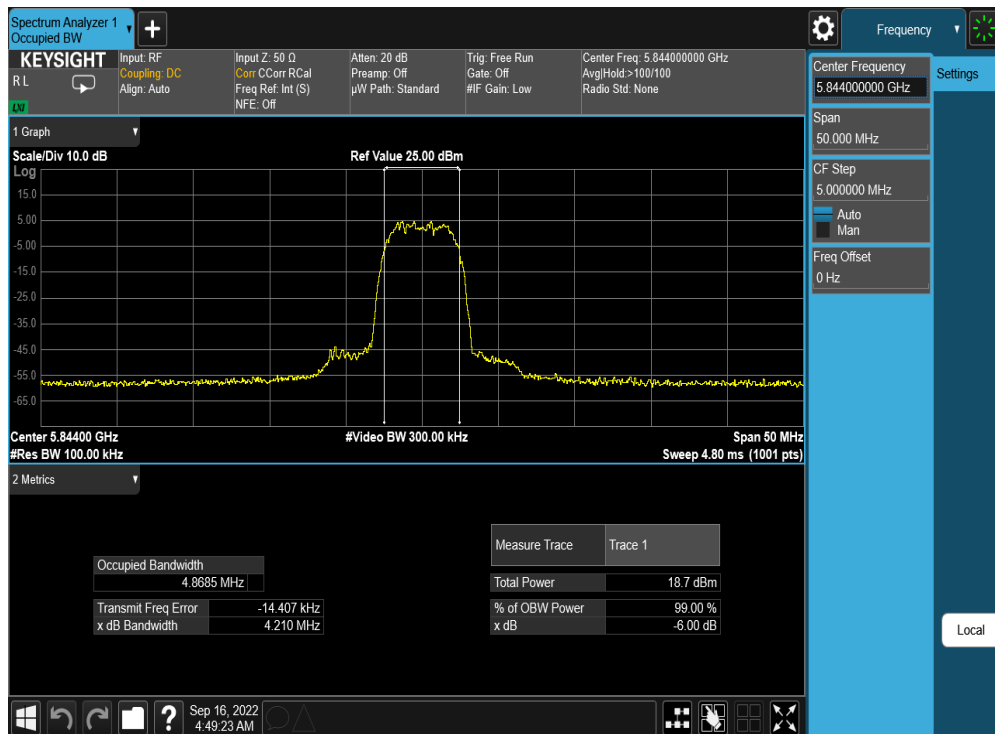 Spectrum Analyzer 1
Occupied BW
Frequency
KEYSIGHT
RL
LXI
Input: RF
Coupling: DC
Align: Auto
Input Z: 50 Ω
Corr CCorr RCal
Freq Ref: Int (S)
NFE: Off
Atten: 20 dB
Preamp: Off
µW Path: Standard
Trig: Free Run
Gate: Off
#IF Gain: Low
Center Freq: 5.844000000 GHz
Avg|Hold:>100/100
Radio Std: None
Center Frequency
5.844000000 GHz
Settings
Span
50.000 MHz
CF Step
5.000000 MHz
Auto
Man
Freq Offset
0 Hz
Local
1 Graph
Scale/Div 10.0 dB
Ref Value 25.00 dBm
Log
15.0
5.00
-5.00
-15.0
-25.0
-35.0
-45.0
-55.0
-65.0
Center 5.84400 GHz
#Video BW 300.00 kHz
Span 50 MHz
#Res BW 100.00 kHz
Sweep 4.80 ms (1001 pts)
2 Metrics
Measure Trace Trace 1
Occupied Bandwidth
4.8685 MHz
Total Power 18.7 dBm
Transmit Freq Error -14.407 kHz
% of OBW Power 99.00 %
x dB Bandwidth 4.210 MHz
x dB -6.00 dB
?
Sep 16, 2022
4:49:23 AM